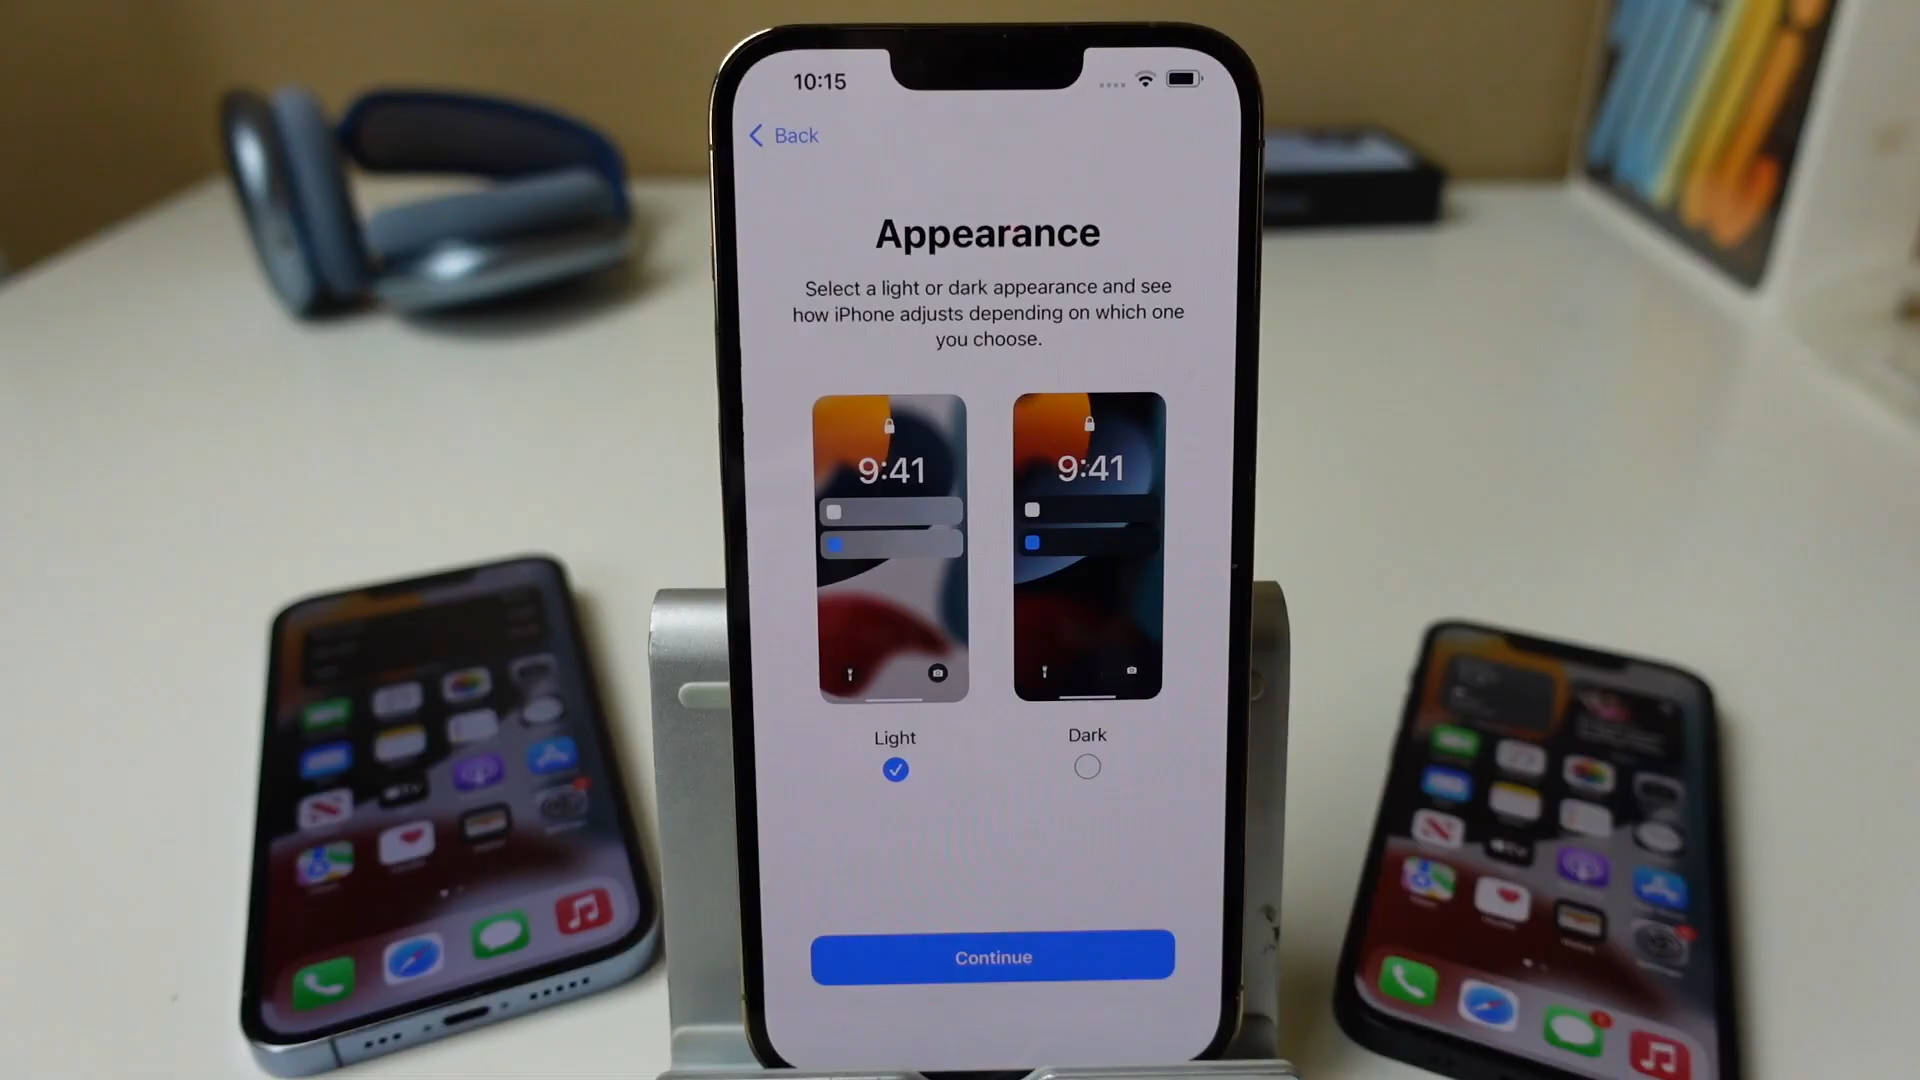 10:15
Back
Appearance
Select a light or dark appearance and see
how iPhone adjusts depending on which one
you choose.
9:41
9:41
Light
Dark
Continue